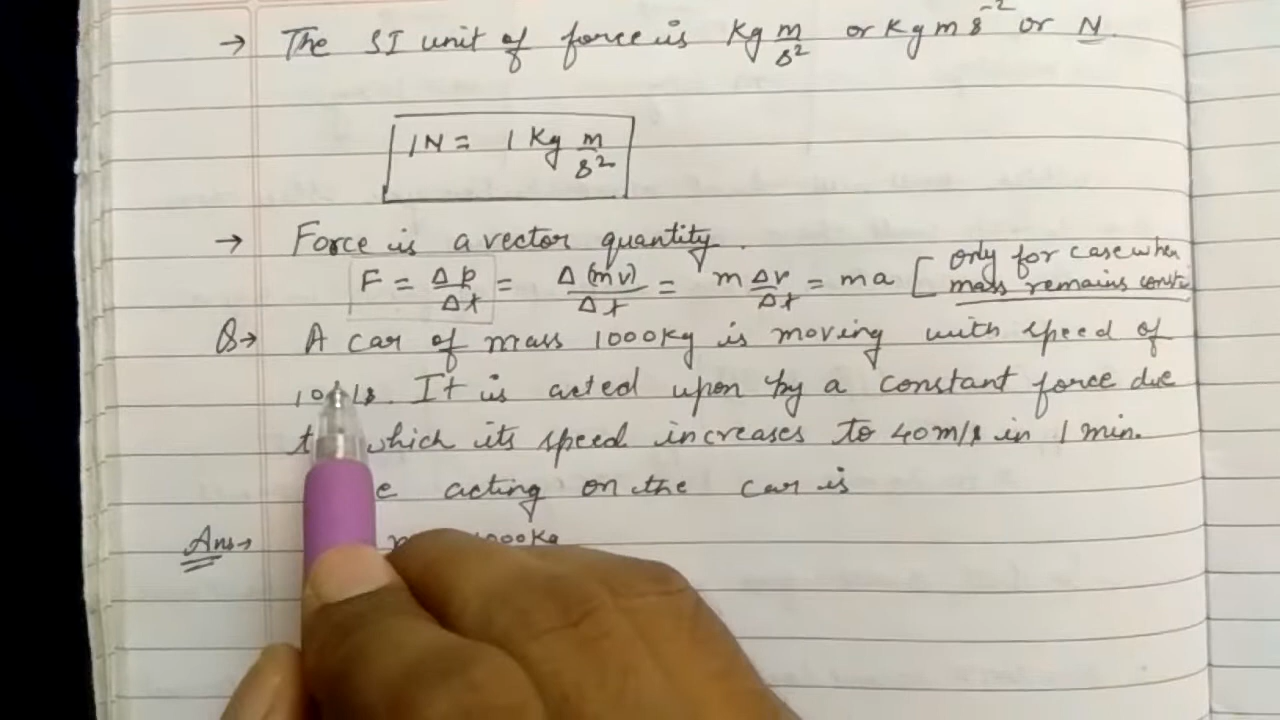 → The SI unit of force is Kg m/s² or Kg m s⁻² or N
1N = 1 Kg m/s²
→ Force is a vector quantity.
F = Δp/Δt = Δ(mv)/Δt = m Δv/Δt = ma [only for case when mass remains
Q→ A car of mass 1000kg is moving with speed of
It is acted upon by a constant force due
which its speed increases to 40m/s in 1 min.
acting on the car is
Ans→ 1000Kg